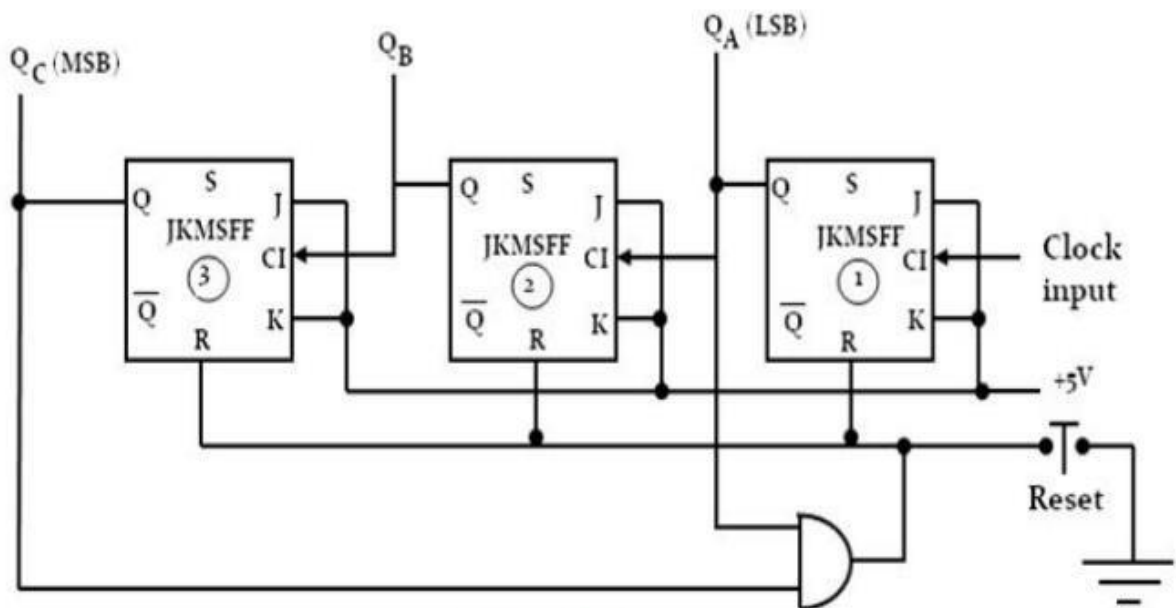 Q_C (MSB)
Q_B
Q_A (LSB)
Q S J
JKMSFF
CI
3
Q̅ K
R
Q S J
JKMSFF
CI
2
Q̅ K
R
Q S J
JKMSFF
CI
1
Q̅ K
R
Clock
input
+5V
Reset